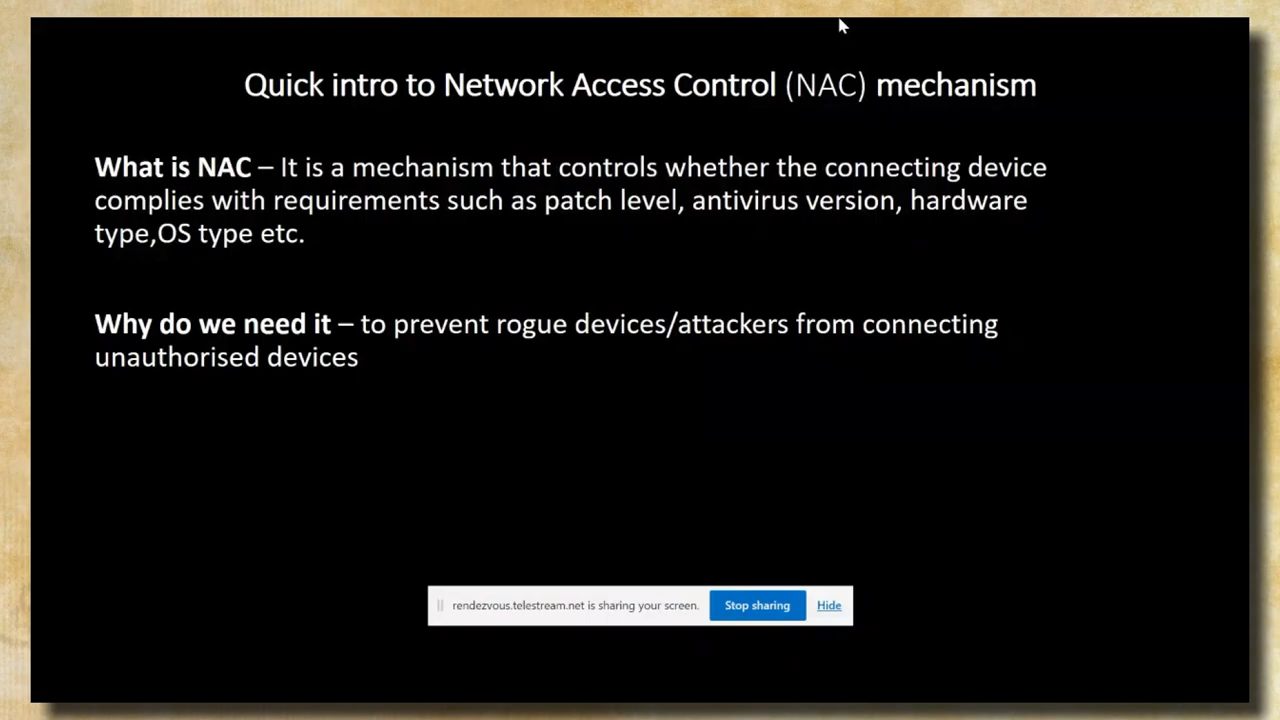 Quick intro to Network Access Control (NAC) mechanism
What is NAC – It is a mechanism that controls whether the connecting device
complies with requirements such as patch level, antivirus version, hardware
type,OS type etc.
Why do we need it – to prevent rogue devices/attackers from connecting
unauthorised devices
rendezvous.telestream.net is sharing your screen. Stop sharing Hide